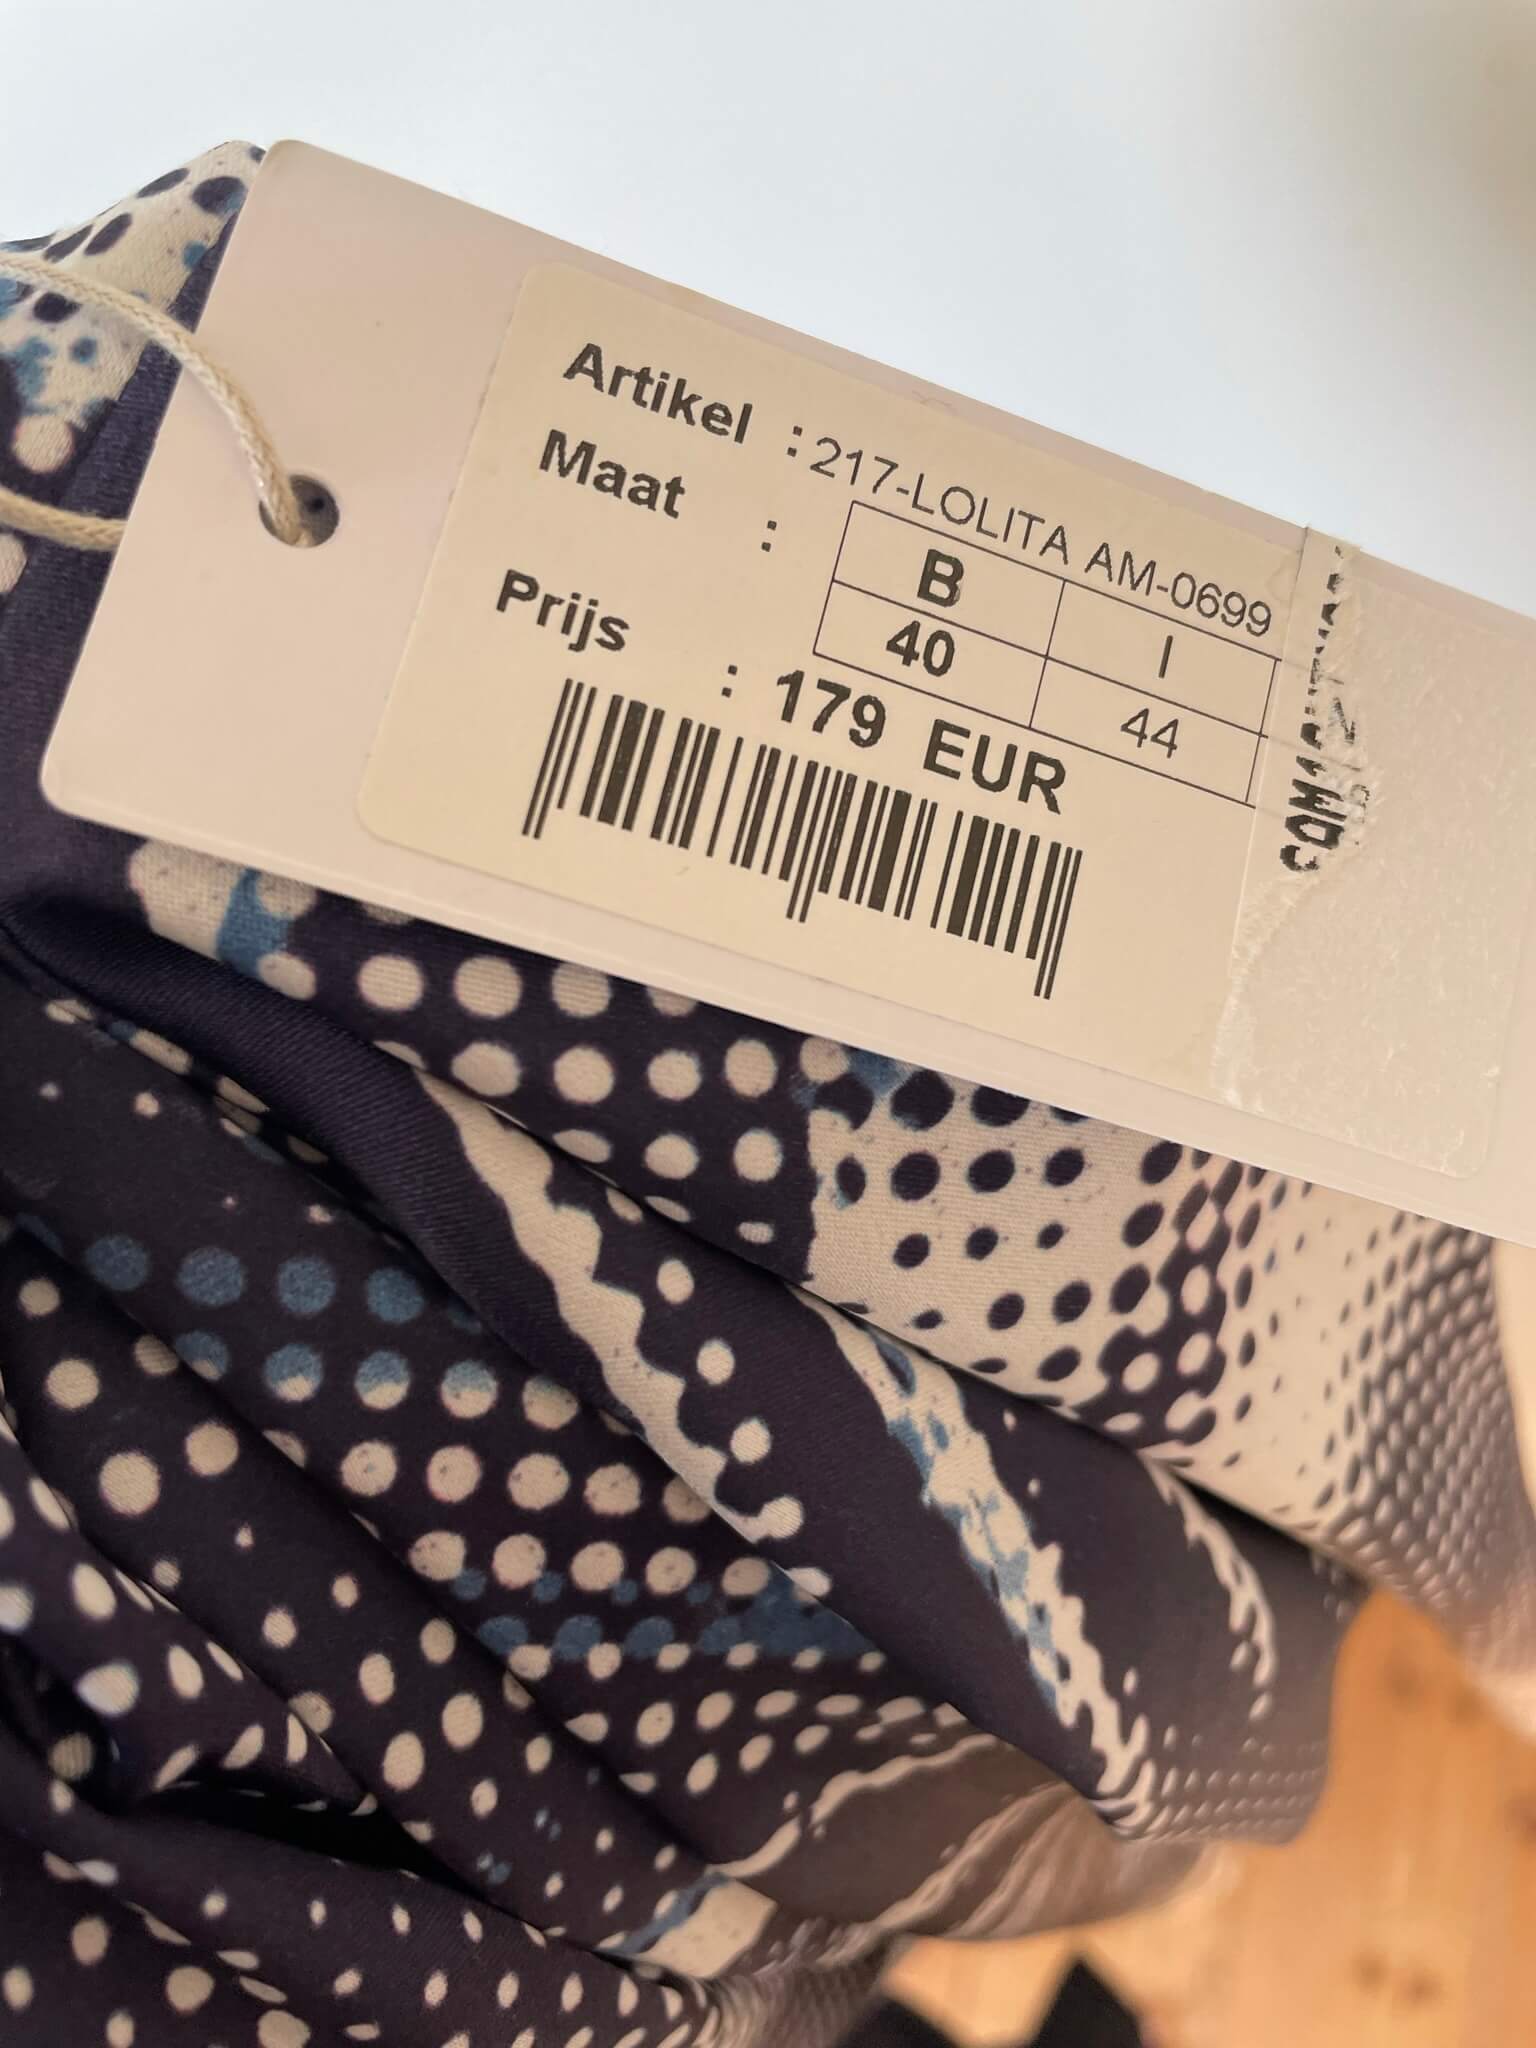 Artikel : 217-LOLITA AM-0699
Maat :
B I
40 44
Prijs : 179 EUR